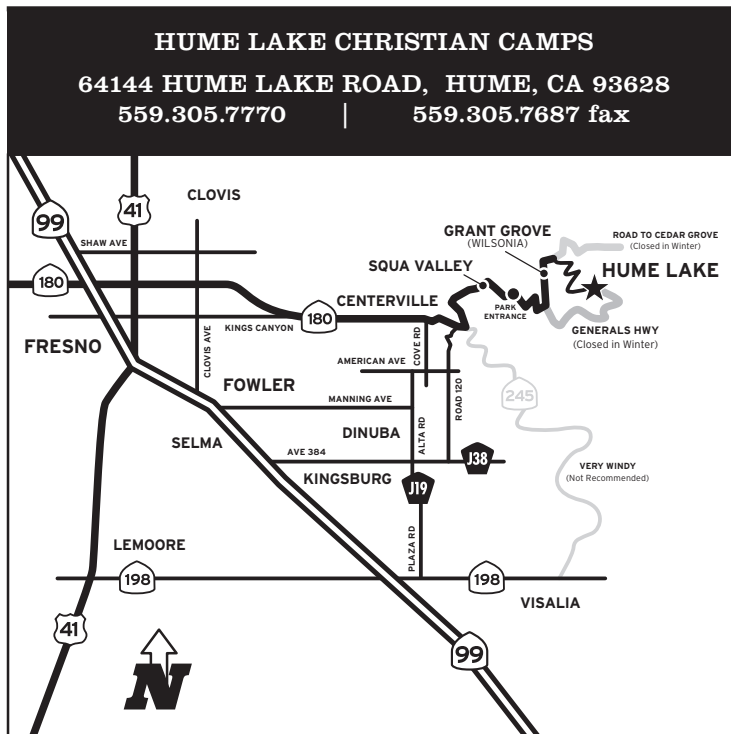 HUME LAKE CHRISTIAN CAMPS
64144 HUME LAKE ROAD, HUME, CA 93628
559.305.7770 | 559.305.7687 fax
99
41
CLOVIS
SHAW AVE
180
GRANT GROVE
(WILSONIA)
ROAD TO CEDAR GROVE
(Closed in Winter)
SQUA VALLEY
HUME LAKE
PARK
ENTRANCE
CENTERVILLE
KINGS CANYON
180
GENERALS HWY
(Closed in Winter)
FRESNO
CLOVIS AVE
COVE RD
AMERICAN AVE
FOWLER
ROAD 120
245
MANNING AVE
SELMA
DINUBA
ALTA RD
AVE 384
J38
KINGSBURG
J19
VERY WINDY
(Not Recommended)
PLAZA RD
LEMOORE
198
198
VISALIA
41
99
N